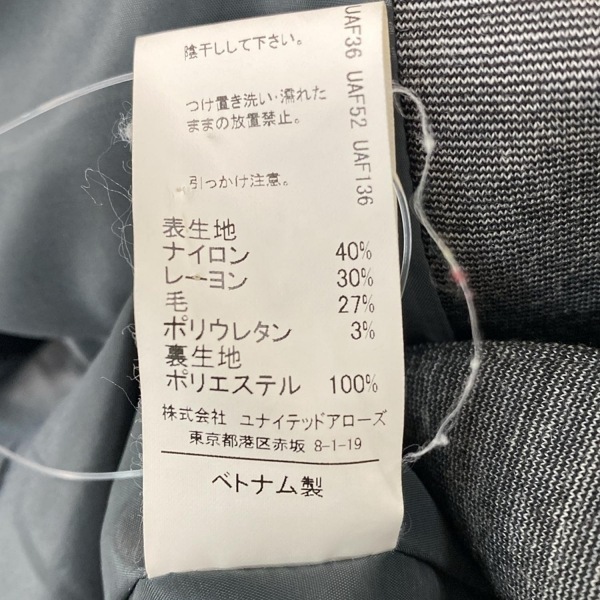 陰干しして下さい。
つけ置き洗い・濡れた
ままの放置禁止。
引っかけ注意。
表生地
ナイロン 40%
レーヨン 30%
毛 27%
ポリウレタン 3%
裏生地
ポリエステル 100%
株式会社 ユナイテッドアローズ
東京都港区赤坂 8-1-19
ベトナム製
UAF36 UAF52 UAF136